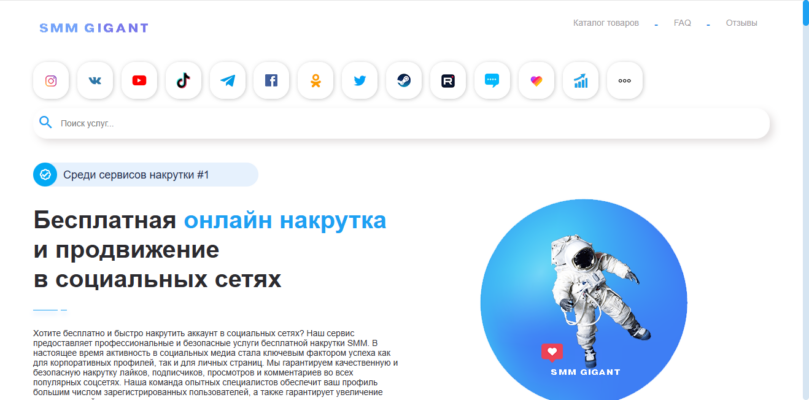 SMM GIGANT
Каталог товаров - FAQ - Отзывы
Поиск услуг...
Среди сервисов накрутки #1
Бесплатная онлайн накрутка
и продвижение
в социальных сетях
Хотите бесплатно и быстро накрутить аккаунт в социальных сетях? Наш сервис
предоставляет профессиональные и безопасные услуги бесплатной накрутки SMM. В
настоящее время активность в социальных медиа стала ключевым фактором успеха как
для корпоративных профилей, так и для личных страниц. Мы гарантируем качественную и
безопасную накрутку лайков, подписчиков, просмотров и комментариев во всех
популярных соцсетях. Наша команда опытных специалистов обеспечит ваш профиль
большим числом зарегистрированных пользователей, а также гарантирует увеличение
SMM GIGANT